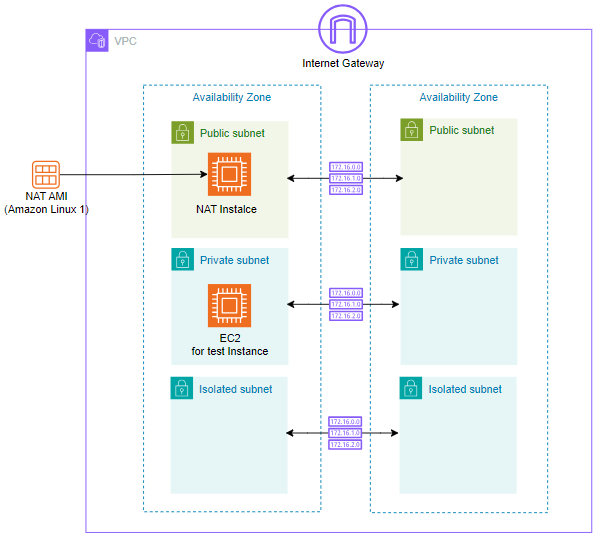 VPC
Internet Gateway
Availability Zone
Availability Zone
Public subnet
Public subnet
NAT Instalce
172.16.0.0
172.16.1.0
172.16.2.0
NAT AMI
(Amazon Linux 1)
Private subnet
Private subnet
EC2
for test Instance
172.16.0.0
172.16.1.0
172.16.2.0
Isolated subnet
Isolated subnet
172.16.0.0
172.16.1.0
172.16.2.0